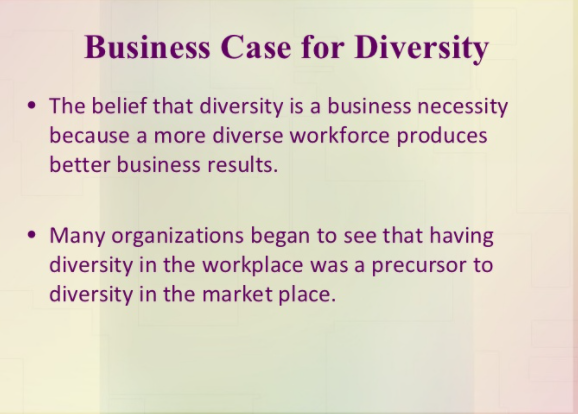 Business Case for Diversity
• The belief that diversity is a business necessity
because a more diverse workforce produces
better business results.
• Many organizations began to see that having
diversity in the workplace was a precursor to
diversity in the market place.